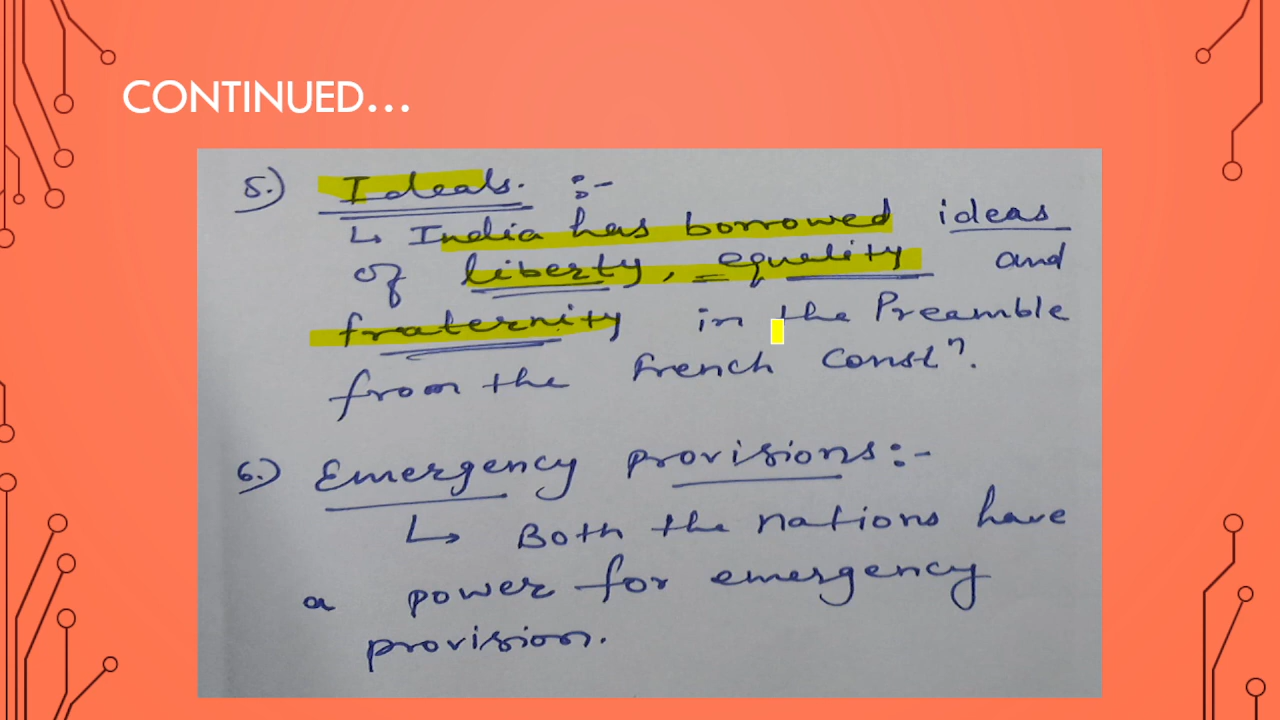 CONTINUED...
5.) Ideals. :-
↳ India has borrowed ideas
of liberty, equality and
fraternity in the Preamble
from the French Constⁿ.
6.) Emergency provisions:-
↳ Both the nations have
a power for emergency
provision.